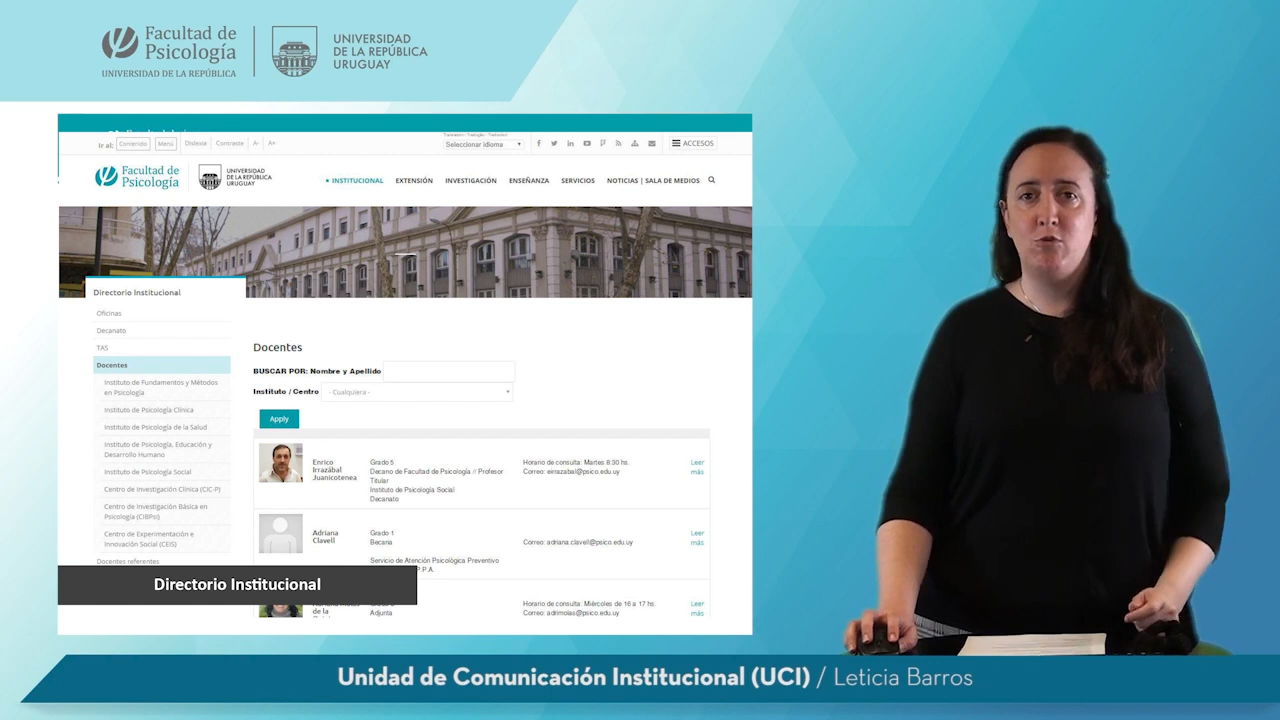 Facultad de
Psicología
UNIVERSIDAD DE LA REPÚBLICA
UNIVERSIDAD
DE LA REPÚBLICA
URUGUAY
Ir al: Contenido Menú Dislexia Contraste A- A+
Seleccionar idioma
ACCESOS
Facultad de
Psicología
UNIVERSIDAD
DE LA REPÚBLICA
URUGUAY
INSTITUCIONAL EXTENSIÓN INVESTIGACIÓN ENSEÑANZA SERVICIOS NOTICIAS | SALA DE MEDIOS
Directorio Institucional
Oficinas
Decanato
TAS
Docentes
Instituto de Fundamentos y Métodos
en Psicología
Instituto de Psicología Clínica
Instituto de Psicología de la Salud
Instituto de Psicología, Educación y
Desarrollo Humano
Instituto de Psicología Social
Centro de Investigación Clínica (CIC-P)
Centro de Investigación Básica en
Psicología (CIBPsi)
Centro de Experimentación e
Innovación Social (CEIS)
Docentes referentes
Docentes
BUSCAR POR: Nombre y Apellido
Instituto / Centro - Cualquiera -
Apply
Enrico
Irrazábal
Juanicotenea
Grado 5
Decano de Facultad de Psicología // Profesor
Titular
Instituto de Psicología Social
Decanato
Horario de consulta: Martes 8:30 hs.
Correo: eirrazabal@psico.edu.uy
Leer
más
Adriana
Clavell
Grado 1
Becaria
Servicio de Atención Psicológica Preventivo
P.A.
Correo: adriana.clavell@psico.edu.uy
Leer
más
de la
Adjunta
Horario de consulta: Miércoles de 16 a 17 hs.
Correo: adrimolas@psico.edu.uy
Leer
más
Directorio Institucional
Unidad de Comunicación Institucional (UCI) / Leticia Barros